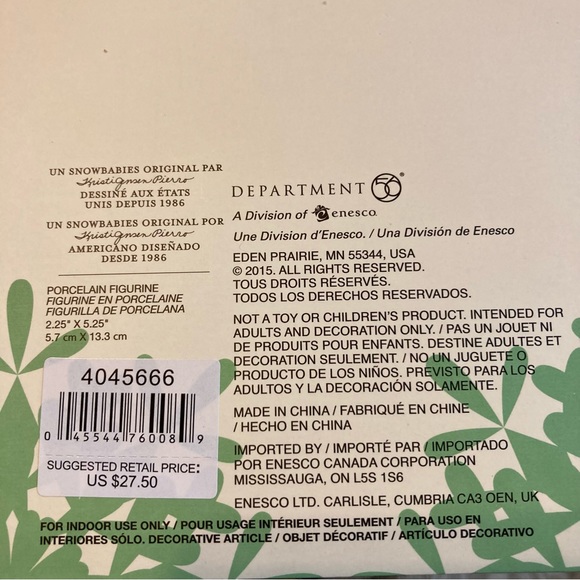 UN SNOWBABIES ORIGINAL PAR
Kristi Jensen Pierro
DESSINÉ AUX ÉTATS
UNIS DEPUIS 1986
UN SNOWBABIES ORIGINAL POR
Kristi Jensen Pierro
AMERICANO DISEÑADO
DESDE 1986
PORCELAIN FIGURINE
FIGURINE EN PORCELAINE
FIGURILLA DE PORCELANA
2.25" X 5.25"
5.7 cm X 13.3 cm
4045666
0 45544 76008 9
SUGGESTED RETAIL PRICE:
US $27.50
DEPARTMENT 56®
A Division of enesco.
Une Division d'Enesco. / Una División de Enesco
EDEN PRAIRIE, MN 55344, USA
© 2015. ALL RIGHTS RESERVED.
TOUS DROITS RÉSERVÉS.
TODOS LOS DERECHOS RESERVADOS.
NOT A TOY OR CHILDREN'S PRODUCT. INTENDED FOR
ADULTS AND DECORATION ONLY. / PAS UN JOUET NI
DE PRODUITS POUR ENFANTS. DESTINE ADULTES ET
DECORATION SEULEMENT. / NO UN JUGUETE O
PRODUCTO DE LOS NIÑOS. PREVISTO PARA LOS
ADULTOS Y LA DECORACIÓN SOLAMENTE.
MADE IN CHINA / FABRIQUÉ EN CHINE
/ HECHO EN CHINA
IMPORTED BY / IMPORTÉ PAR / IMPORTADO
POR ENESCO CANADA CORPORATION
MISSISSAUGA, ON L5S 1S6
ENESCO LTD. CARLISLE, CUMBRIA CA3 OEN, UK
FOR INDOOR USE ONLY / POUR USAGE INTÉRIEUR SEULEMENT / PARA USO EN
INTERIORES SÓLO. DECORATIVE ARTICLE / OBJET DÉCORATIF / ARTÍCULO DECORATIVO